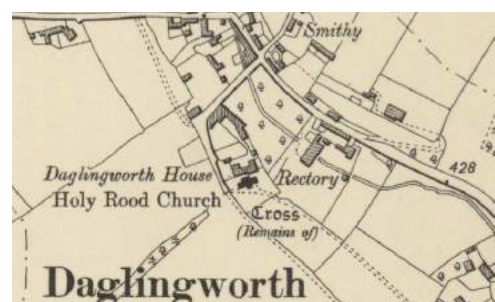 Smithy
428
Daglingworth House
Rectory
Holy Rood Church
Cross
(Remains of)
Daglingworth